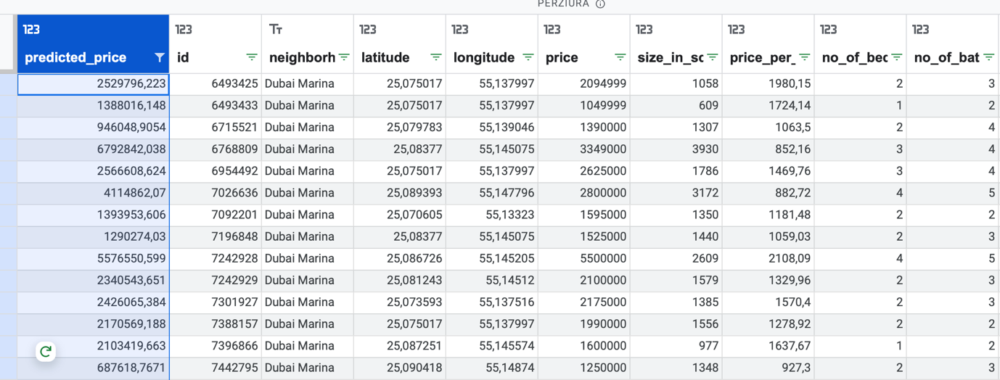 PERŽIŪRA
123 123 Tт 123 123 123 123 123 123 123
predicted_price id neighborh latitude longitude price size_in_sc price_per_ no_of_bec no_of_bat
2529796,223 6493425 Dubai Marina 25,075017 55,137997 2094999 1058 1980,15 2 3
1388016,148 6493433 Dubai Marina 25,075017 55,137997 1049999 609 1724,14 1 2
946048,9054 6715521 Dubai Marina 25,079783 55,139046 1390000 1307 1063,5 2 4
6792842,038 6768809 Dubai Marina 25,08377 55,145075 3349000 3930 852,16 3 4
2566608,624 6954492 Dubai Marina 25,075017 55,137997 2625000 1786 1469,76 3 4
4114862,07 7026636 Dubai Marina 25,089393 55,147796 2800000 3172 882,72 4 5
1393953,606 7092201 Dubai Marina 25,070605 55,13323 1595000 1350 1181,48 2 2
1290274,03 7196848 Dubai Marina 25,08377 55,145075 1525000 1440 1059,03 2 3
5576550,599 7242928 Dubai Marina 25,086726 55,145205 5500000 2609 2108,09 4 5
2340543,651 7242929 Dubai Marina 25,081243 55,14512 2100000 1579 1329,96 2 3
2426065,384 7301927 Dubai Marina 25,073593 55,137516 2175000 1385 1570,4 2 3
2170569,188 7388157 Dubai Marina 25,075017 55,137997 1990000 1556 1278,92 2 2
2103419,663 7396866 Dubai Marina 25,087251 55,145574 1600000 977 1637,67 1 2
687618,7671 7442795 Dubai Marina 25,090418 55,14874 1250000 1348 927,3 2 3